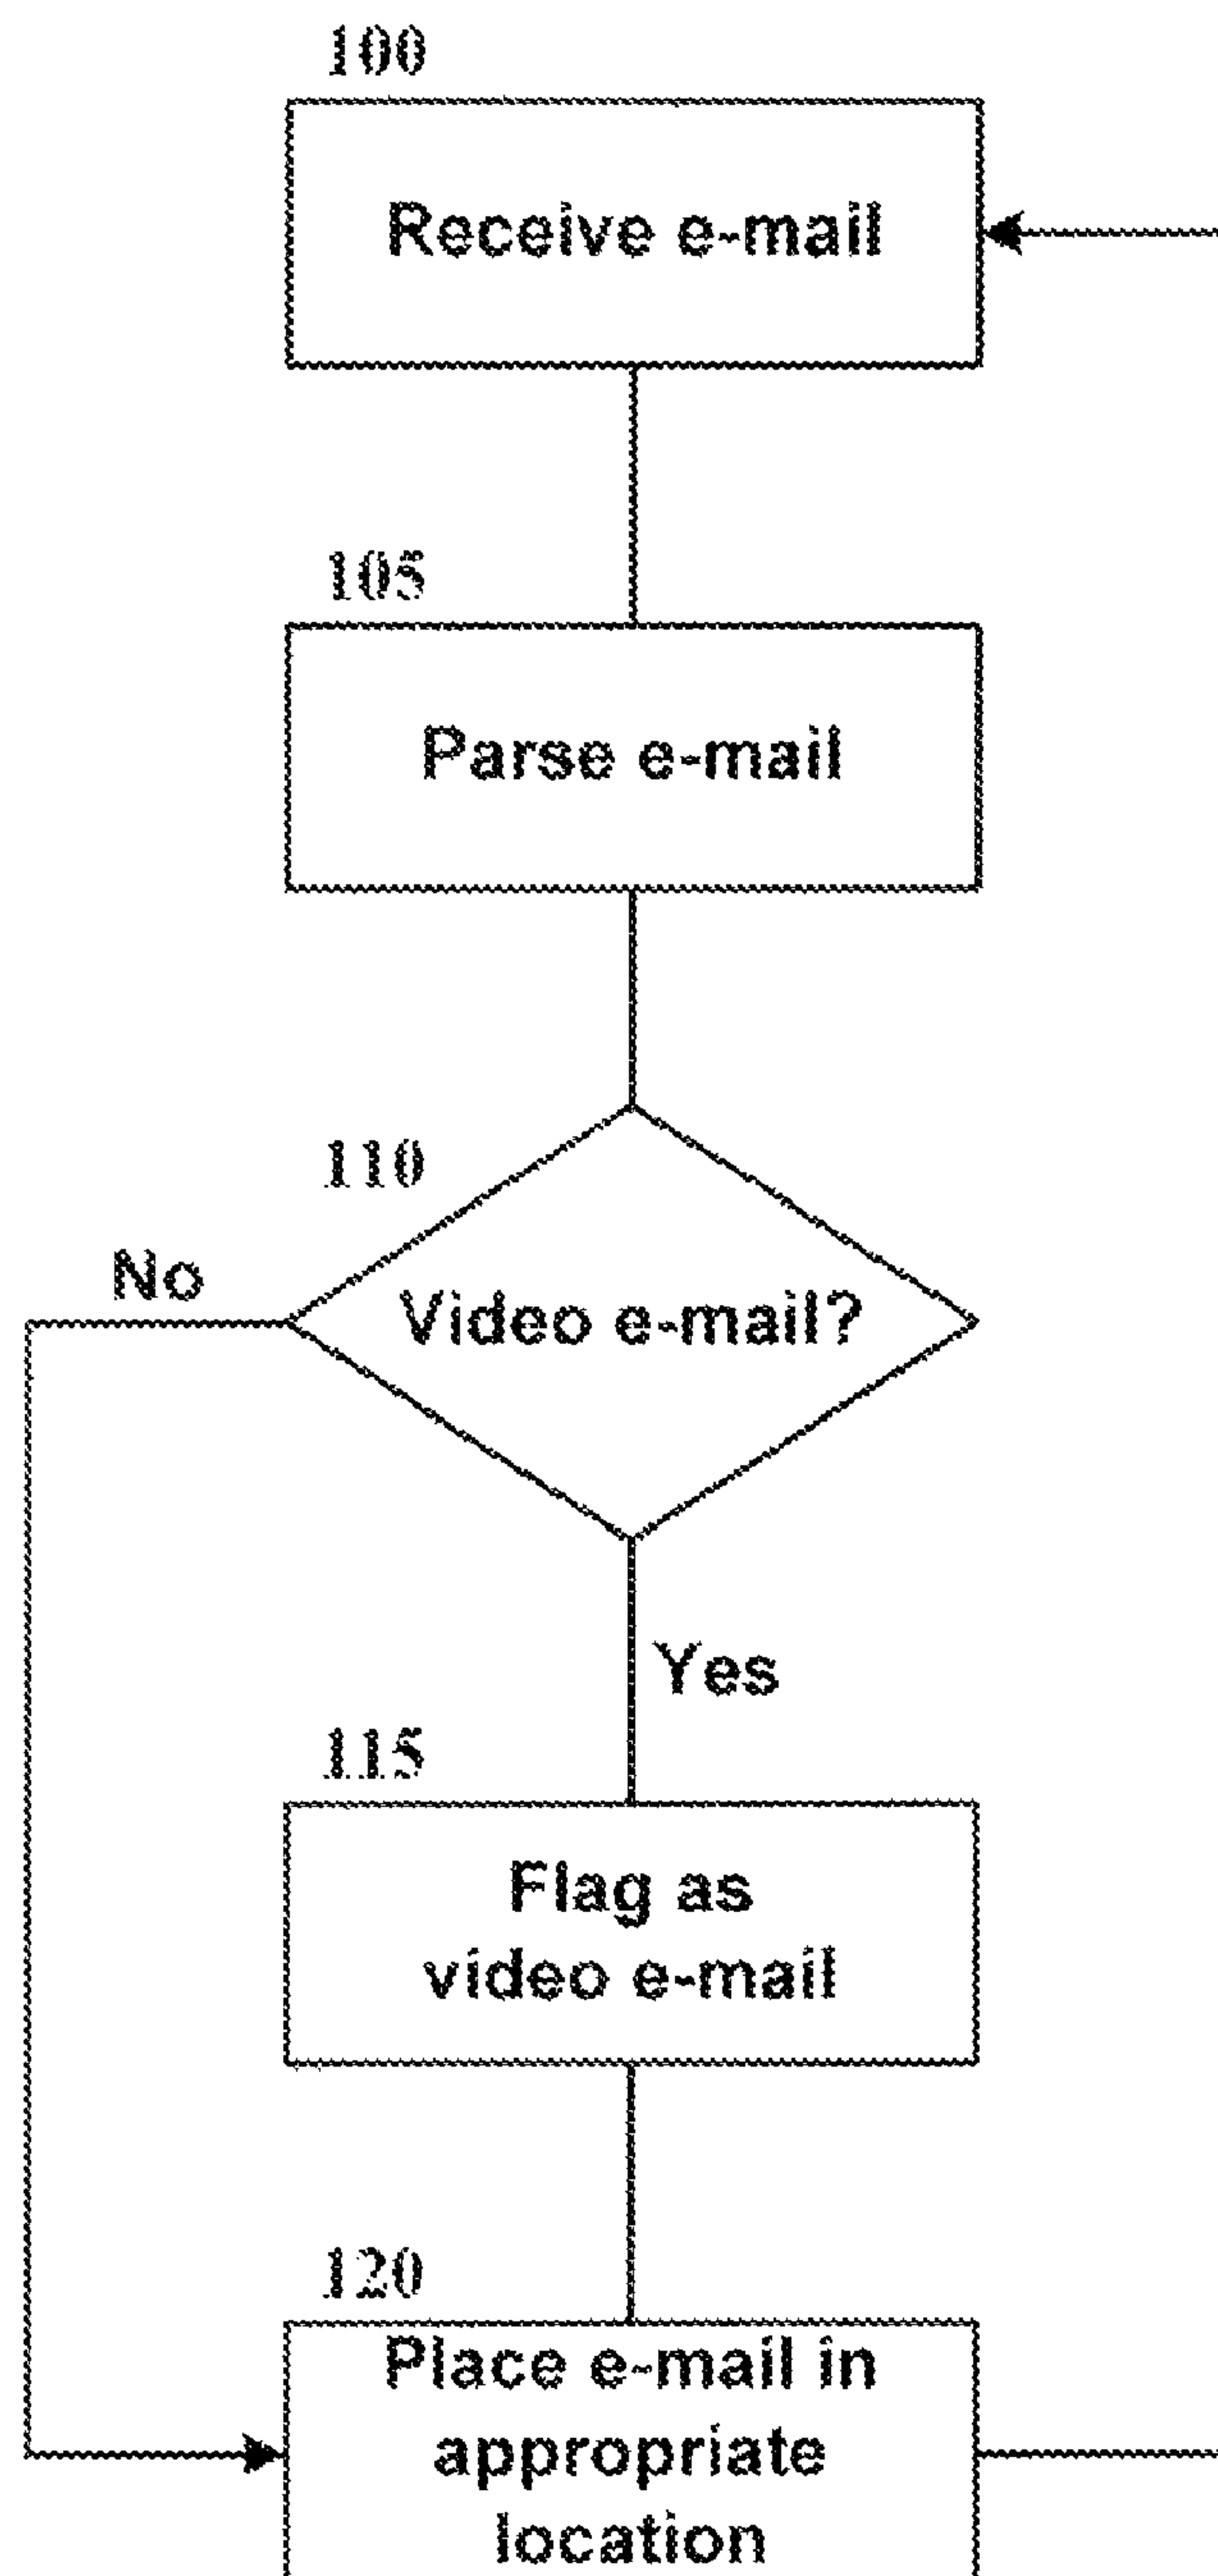 100
Receive e-mail
105
Parse e-mail
110
No
Video e-mail?
Yes
115
Flag as
video e-mail
120
Place e-mail in
appropriate
location